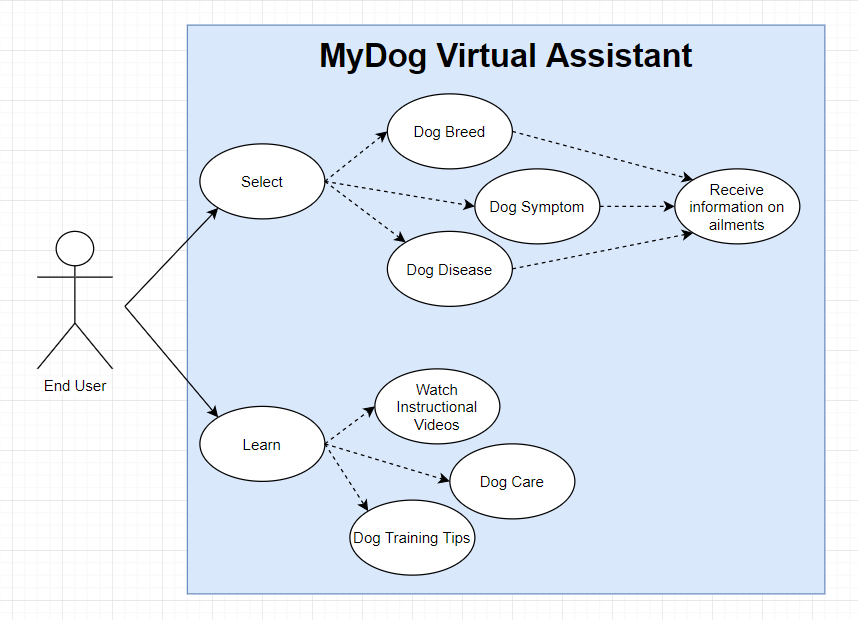 MyDog Virtual Assistant
Dog Breed
Select
Dog Symptom
Receive
information on
ailments
Dog Disease
End User
Watch
Instructional
Videos
Learn
Dog Care
Dog Training Tips